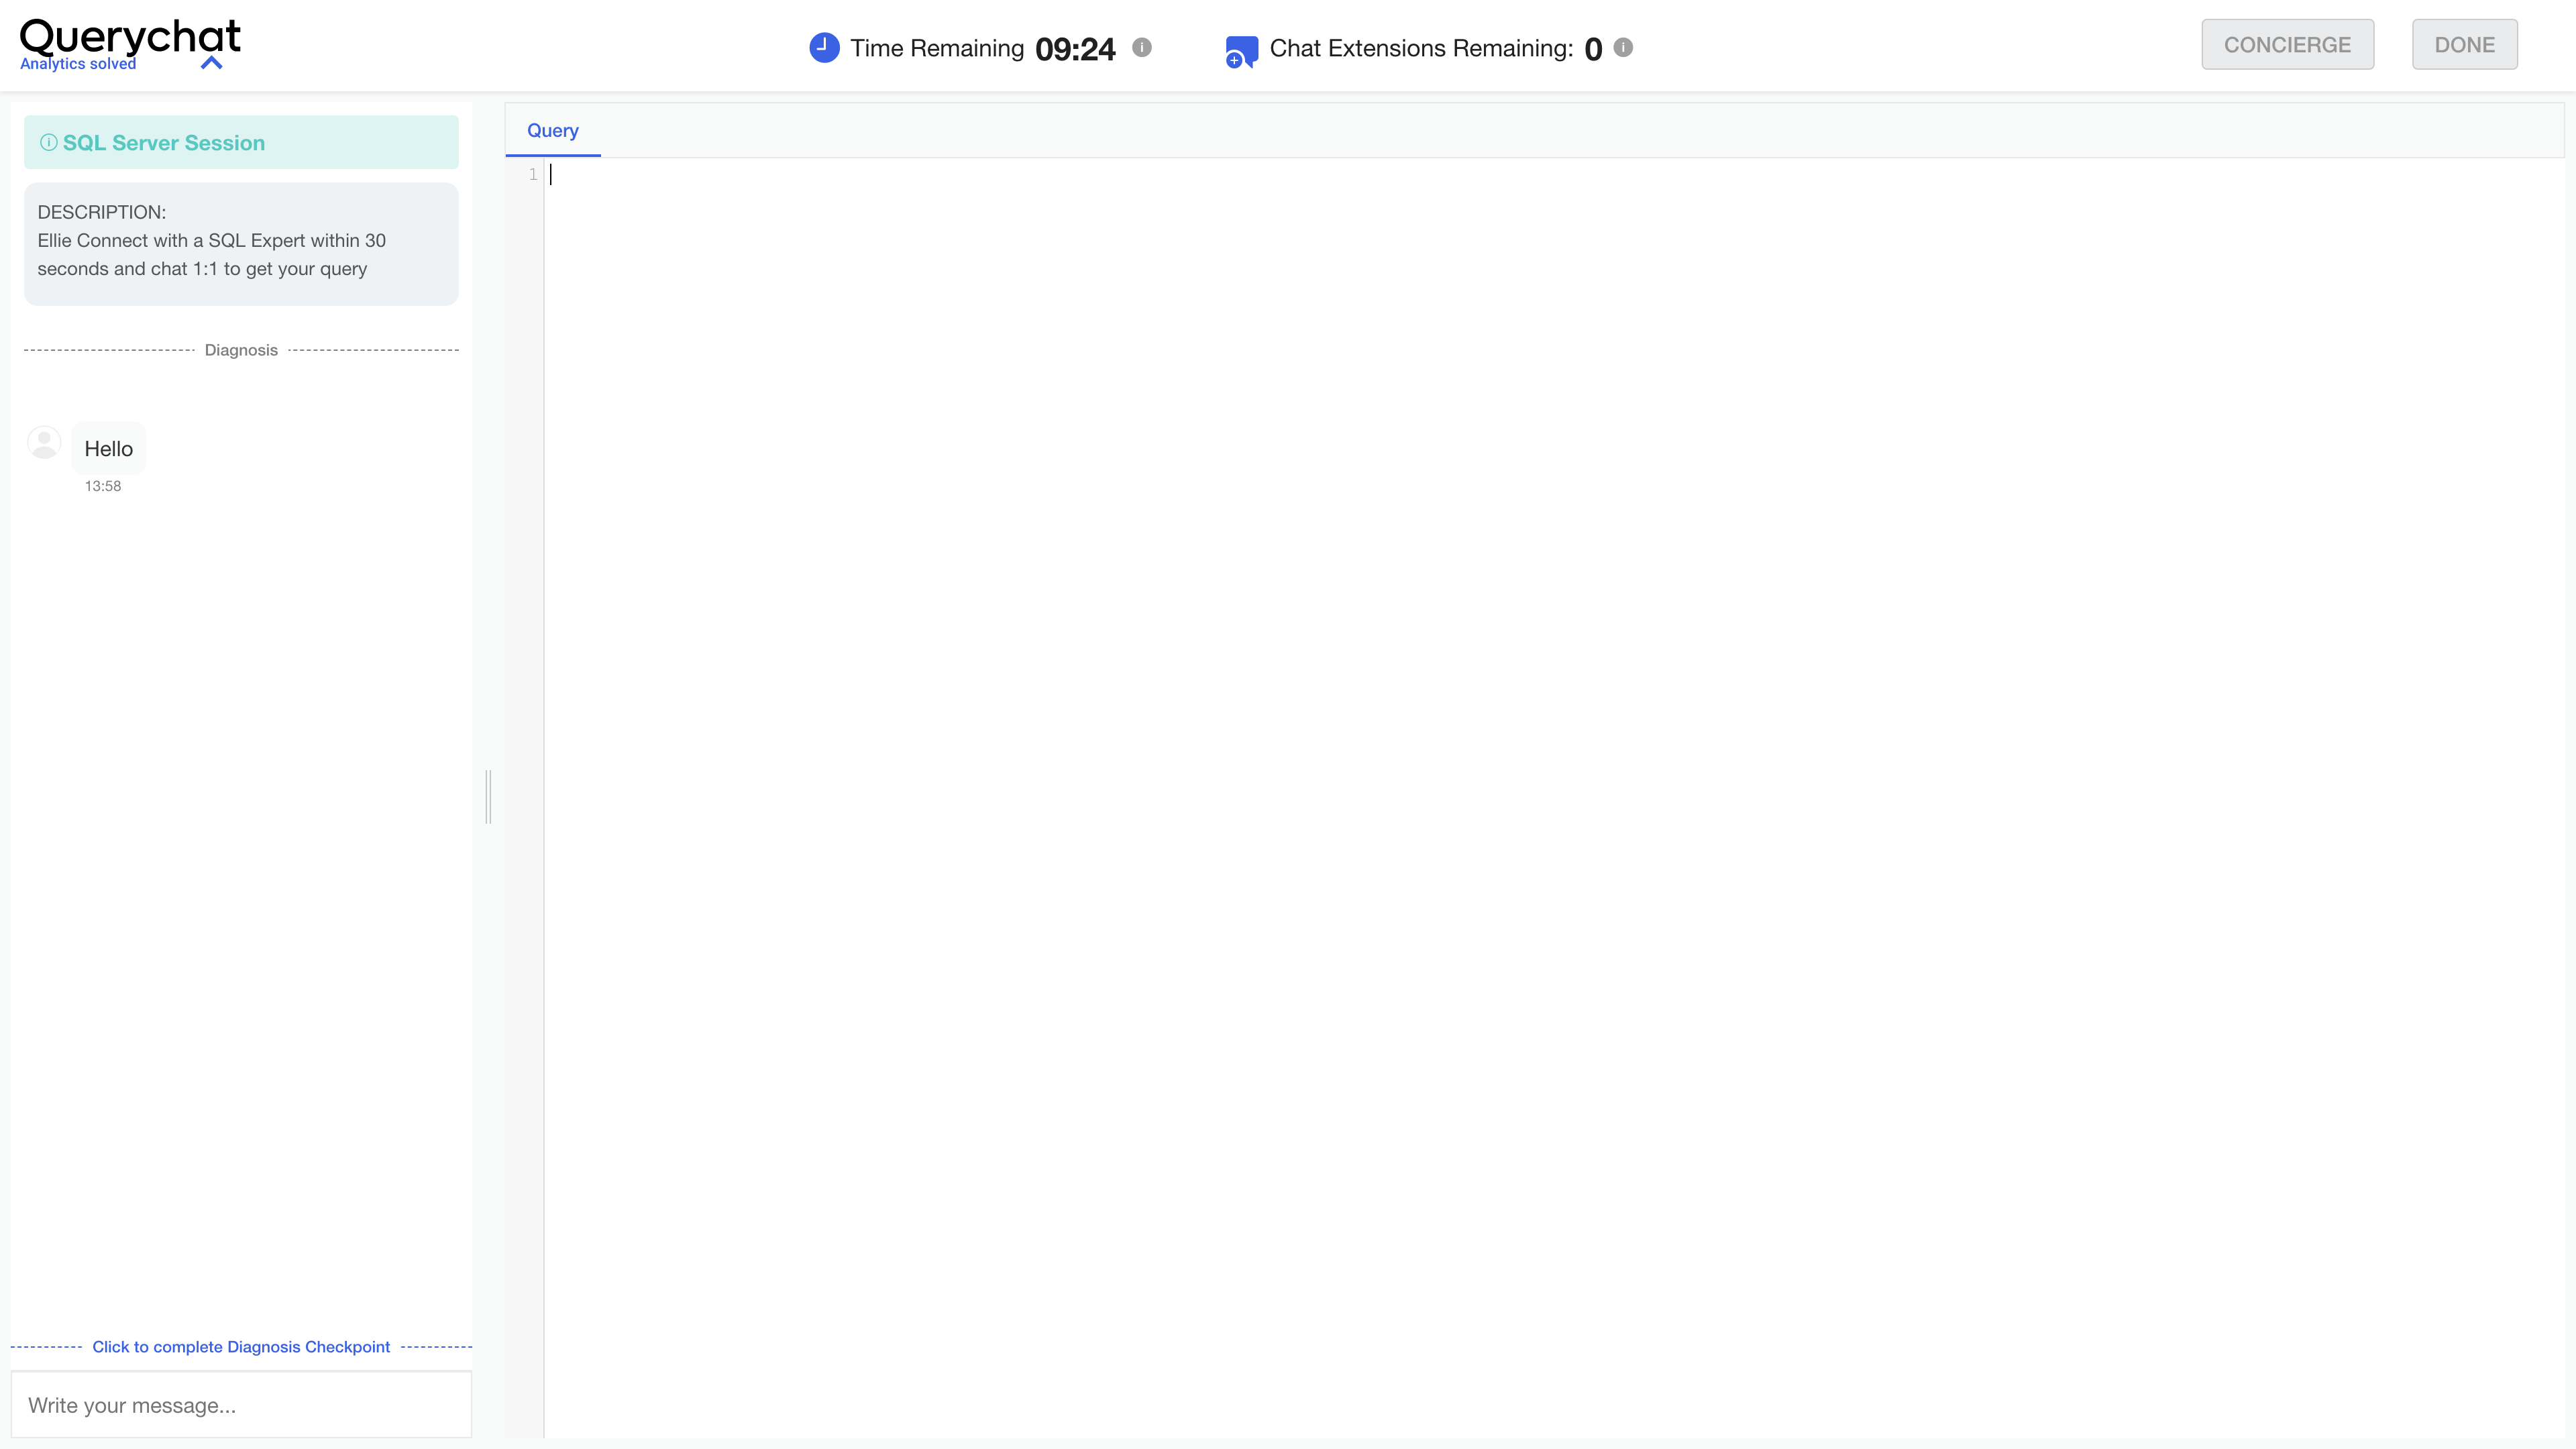 Querychat
Analytics solved
Time Remaining 09:24
Chat Extensions Remaining: 0
CONCIERGE
DONE
SQL Server Session
DESCRIPTION:
Ellie Connect with a SQL Expert within 30
seconds and chat 1:1 to get your query
Diagnosis
Hello
13:58
Click to complete Diagnosis Checkpoint
Write your message...
Query
1